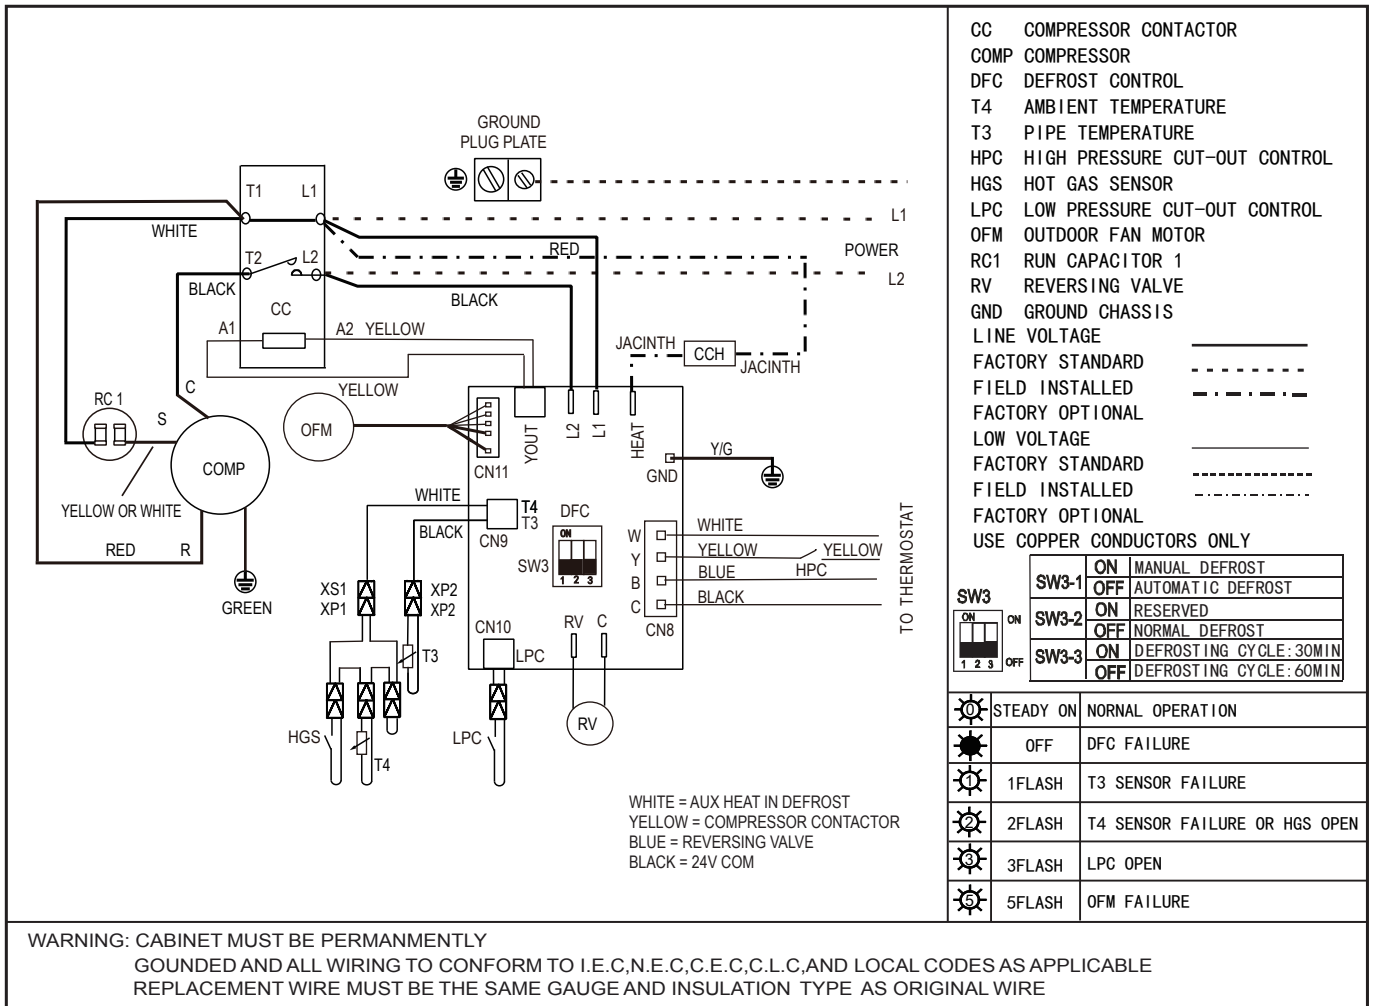 GROUND
PLUG PLATE
T1 L1
WHITE
L1
RED
POWER
T2 L2
L2
BLACK
BLACK
CC
A1
A2 YELLOW
JACINTH
CCH
JACINTH
YELLOW
C
RC 1
S
OFM
COMP
YELLOW OR WHITE
RED R
GREEN
CN11
YOUT
L2
L1
HEAT
Y/G
GND
WHITE
BLACK
T4
T3
CN9
DFC
ON
SW3
1 2 3
W
Y
B
C
CN8
WHITE
YELLOW
YELLOW
BLUE
HPC
BLACK
TO THERMOSTAT
XS1
XP1
XP2
XP2
T3
CN10
LPC
RV C
HGS
T4
LPC
RV
WHITE = AUX HEAT IN DEFROST
YELLOW = COMPRESSOR CONTACTOR
BLUE = REVERSING VALVE
BLACK = 24V COM
CC COMPRESSOR CONTACTOR
COMP COMPRESSOR
DFC DEFROST CONTROL
T4 AMBIENT TEMPERATURE
T3 PIPE TEMPERATURE
HPC HIGH PRESSURE CUT-OUT CONTROL
HGS HOT GAS SENSOR
LPC LOW PRESSURE CUT-OUT CONTROL
OFM OUTDOOR FAN MOTOR
RC1 RUN CAPACITOR 1
RV REVERSING VALVE
GND GROUND CHASSIS
LINE VOLTAGE
FACTORY STANDARD
FIELD INSTALLED
FACTORY OPTIONAL
LOW VOLTAGE
FACTORY STANDARD
FIELD INSTALLED
FACTORY OPTIONAL
USE COPPER CONDUCTORS ONLY
SW3
ON
1 2 3
ON
OFF
SW3-1 ON MANUAL DEFROST
OFF AUTOMATIC DEFROST
SW3-2 ON RESERVED
OFF NORMAL DEFROST
SW3-3 ON DEFROSTING CYCLE:30MIN
OFF DEFROSTING CYCLE:60MIN
0 STEADY ON NORNAL OPERATION
OFF DFC FAILURE
1 1FLASH T3 SENSOR FAILURE
2 2FLASH T4 SENSOR FAILURE OR HGS OPEN
3 3FLASH LPC OPEN
5 5FLASH OFM FAILURE
WARNING: CABINET MUST BE PERMANMENTLY
GOUNDED AND ALL WIRING TO CONFORM TO I.E.C,N.E.C,C.E.C,C.L.C,AND LOCAL CODES AS APPLICABLE
REPLACEMENT WIRE MUST BE THE SAME GAUGE AND INSULATION TYPE AS ORIGINAL WIRE